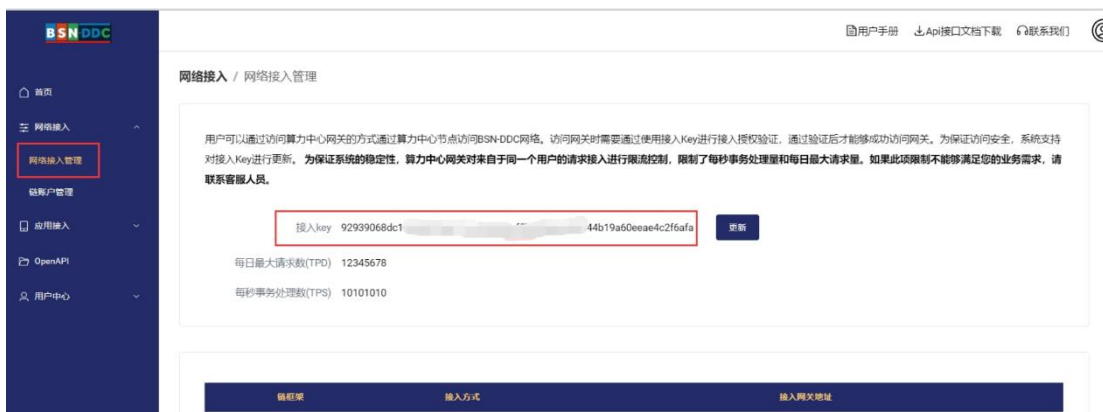 BSN DDC
用户手册 Api接口文档下载 联系我们
网络接入 / 网络接入管理
首页
网络接入
网络接入管理
链账户管理
应用接入
OpenAPI
用户中心
用户可以通过访问算力中心网关的方式通过算力中心节点访问BSN-DDC网络。访问网关时需要通过使用接入Key进行接入授权验证，通过验证后才能够成功访问网关。为保证访问安全，系统支持
对接入Key进行更新。为保证系统的稳定性，算力中心网关对来自于同一个用户的请求接入进行限流控制，限制了每秒事务处理量和每日最大请求量。如果此项限制不能够满足您的业务需求，请
联系客服人员。
接入key 92939068dc1 44b19a60eeae4c2f6afa 更新
每日最大请求数(TPD) 12345678
每秒事务处理数(TPS) 10101010
链框架 接入方式 接入网关地址